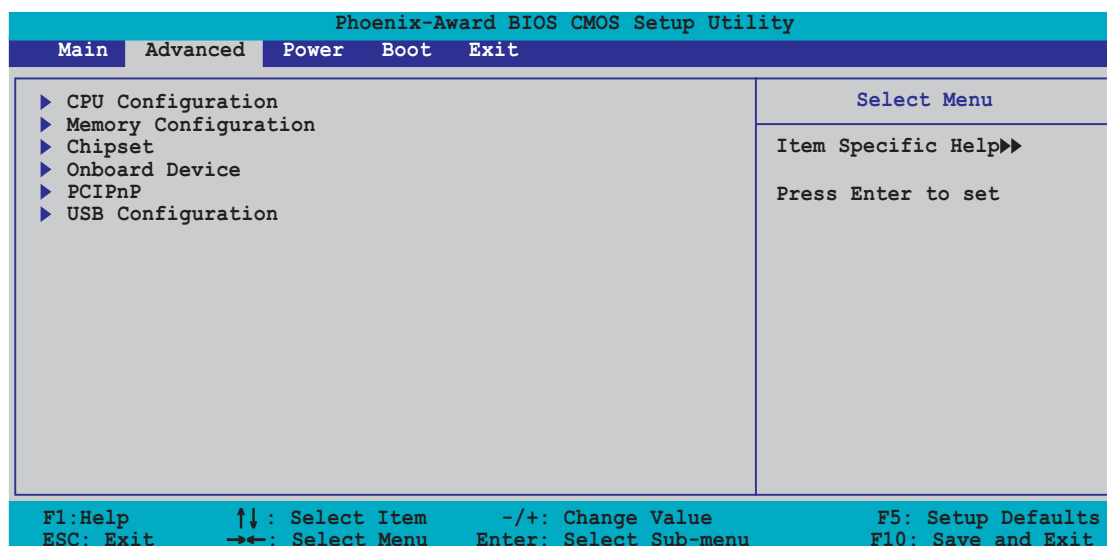 Phoenix-Award BIOS CMOS Setup Utility
Main Advanced Power Boot Exit
CPU Configuration
Memory Configuration
Chipset
Onboard Device
PCIPnP
USB Configuration
Select Menu
Item Specific Help
Press Enter to set
F1:Help ↑↓: Select Item -/+: Change Value F5: Setup Defaults
ESC: Exit →←: Select Menu Enter: Select Sub-menu F10: Save and Exit